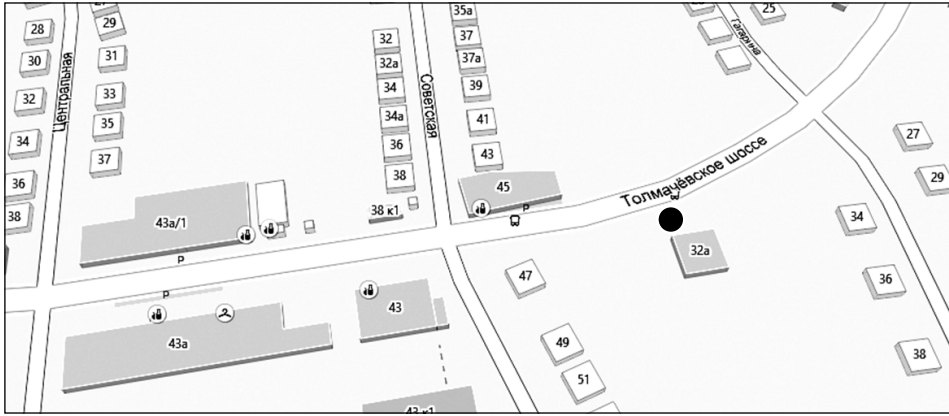 28
30
32
34
36
38
29
31
33
35
37
Центральная
43а/1
P
P
43а
32
32а
34
34а
36
38
38 к1
Советская
35а
37
37а
39
41
43
45
P
43
47
49
51
Толмачёвское шоссе
32а
25
27
29
34
36
38